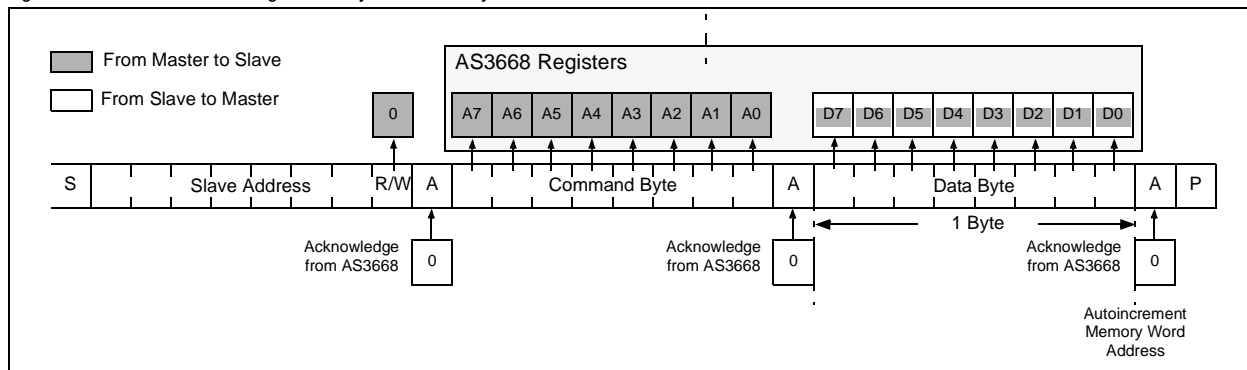 From Master to Slave
From Slave to Master
AS3668 Registers
0 A7 A6 A5 A4 A3 A2 A1 A0 D7 D6 D5 D4 D3 D2 D1 D0
S Slave Address R/W A Command Byte A Data Byte A P
1 Byte
Acknowledge
from AS3668
0
Acknowledge
from AS3668
0
Acknowledge
from AS3668
0
Autoincrement
Memory Word
Address